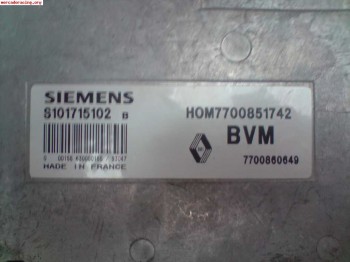 mercadoracing.org
SIEMENS
S101715102 B
HOM7700851742
BVM
7700860649
MADE IN FRANCE